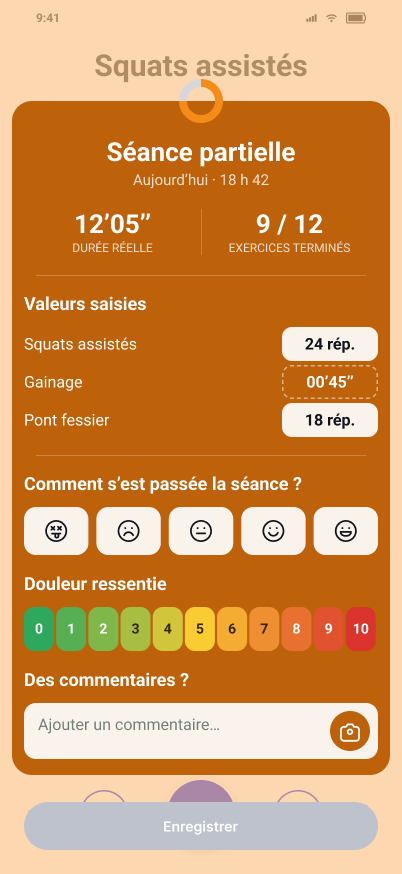 9:41
Squats assistés
Séance partielle
Aujourd’hui · 18 h 42
12’05’’
9 / 12
DURÉE RÉELLE
EXERCICES TERMINÉS
Valeurs saisies
Squats assistés
24 rép.
Gainage
00’45’’
Pont fessier
18 rép.
Comment s’est passée la séance ?
Douleur ressentie
0 1 2 3 4 5 6 7 8 9 10
Des commentaires ?
Ajouter un commentaire…
Enregistrer